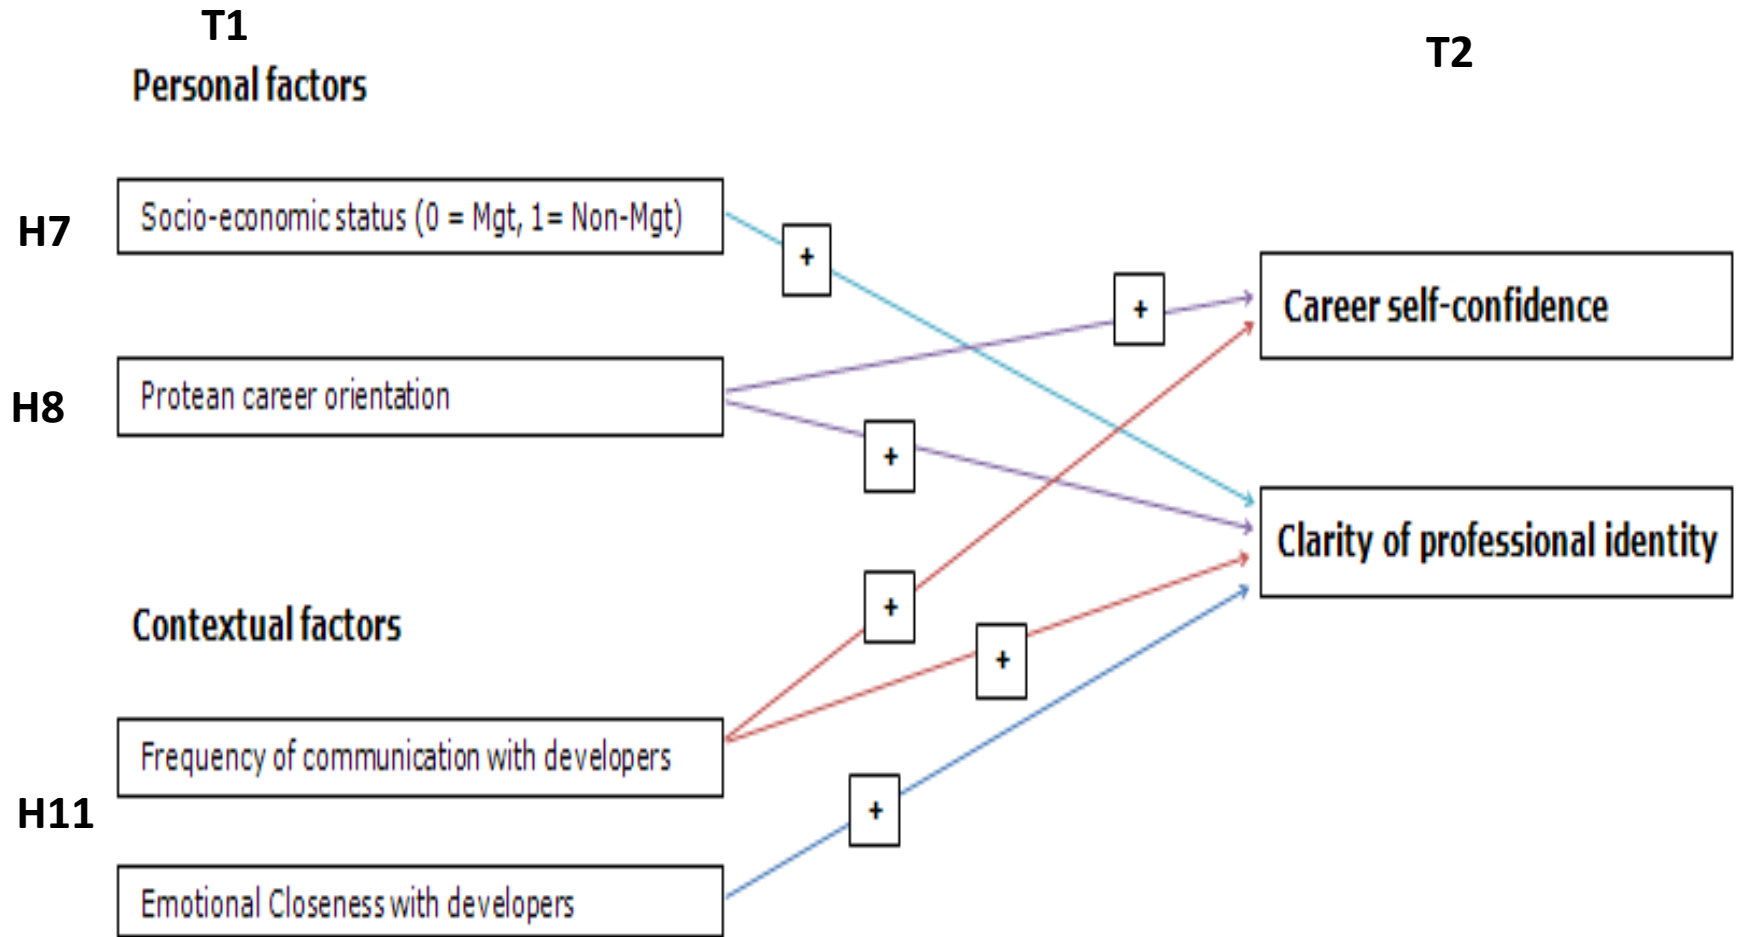 T1
T2
Personal factors
H7
Socio-economic status (0 = Mgt, 1= Non-Mgt)
+
+
Career self-confidence
H8
Protean career orientation
+
Clarity of professional identity
+
Contextual factors
+
Frequency of communication with developers
H11
+
Emotional Closeness with developers